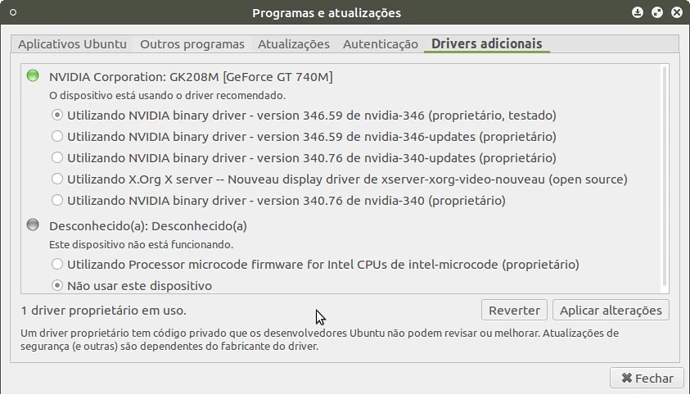 Programas e atualizações
Aplicativos Ubuntu Outros programas Atualizações Autenticação Drivers adicionais
NVIDIA Corporation: GK208M [GeForce GT 740M]
O dispositivo está usando o driver recomendado.
Utilizando NVIDIA binary driver - version 346.59 de nvidia-346 (proprietário, testado)
Utilizando NVIDIA binary driver - version 346.59 de nvidia-346-updates (proprietário)
Utilizando NVIDIA binary driver - version 340.76 de nvidia-340-updates (proprietário)
Utilizando X.Org X server -- Nouveau display driver de xserver-xorg-video-nouveau (open source)
Utilizando NVIDIA binary driver - version 340.76 de nvidia-340 (proprietário)
Desconhecido(a): Desconhecido(a)
Este dispositivo não está funcionando.
Utilizando Processor microcode firmware for Intel CPUs de intel-microcode (proprietário)
Não usar este dispositivo
1 driver proprietário em uso. Reverter Aplicar alterações
Um driver proprietário tem código privado que os desenvolvedores Ubuntu não podem revisar ou melhorar. Atualizações de
segurança (e outras) são dependentes do fabricante do driver.
Fechar